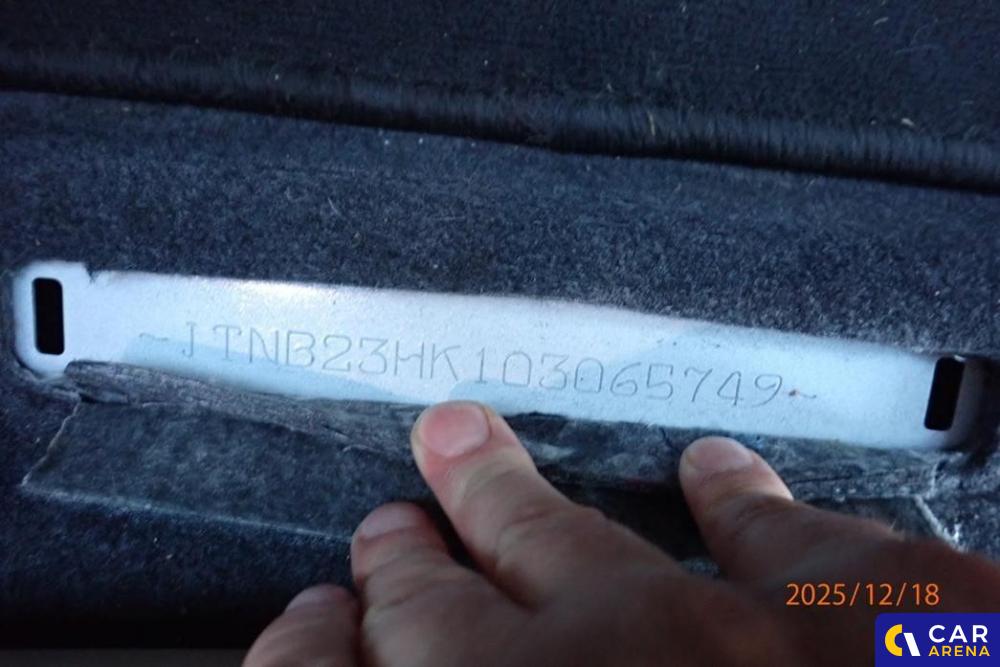 ~JTNB23HK103065749~
2025/12/18
CAR
ARENA